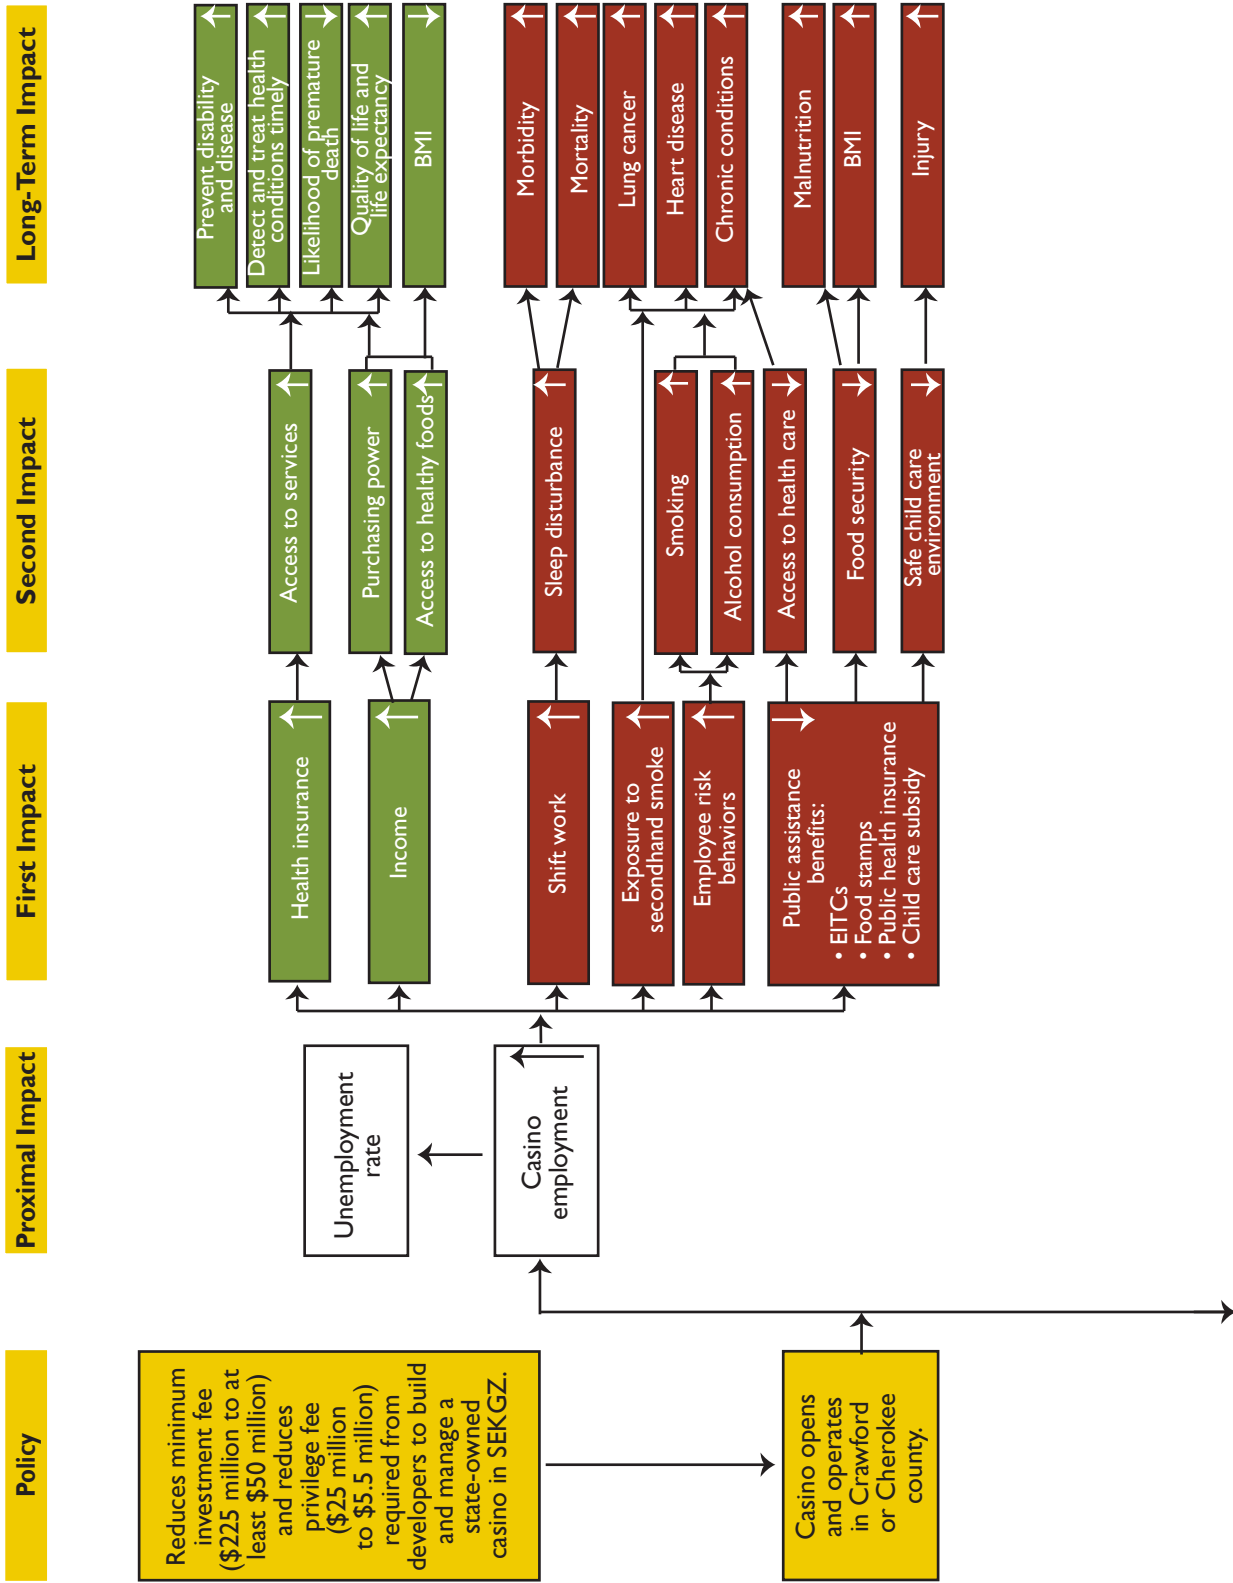 Policy
Proximal Impact
First Impact
Second Impact
Long-Term Impact
Reduces minimum
investment fee
($225 million to at
least $50 million)
and reduces
privilege fee
($25 million
to $5.5 million)
required from
developers to build
and manage a
state-owned
casino in SEKGZ.
Casino opens
and operates
in Crawford
or Cherokee
county.
Unemployment
rate
Casino
employment
Health insurance
Income
Shift work
Exposure to
secondhand smoke
Employee risk
behaviors
Public assistance
benefits:
• EITCs
• Food stamps
• Public health insurance
• Child care subsidy
Access to services
Purchasing power
Access to healthy foods
Sleep disturbance
Smoking
Alcohol consumption
Access to health care
Food security
Safe child care
environment
Prevent disability
and disease
Detect and treat health
conditions timely
Likelihood of premature
death
Quality of life and
life expectancy
BMI
Morbidity
Mortality
Lung cancer
Heart disease
Chronic conditions
Malnutrition
BMI
Injury